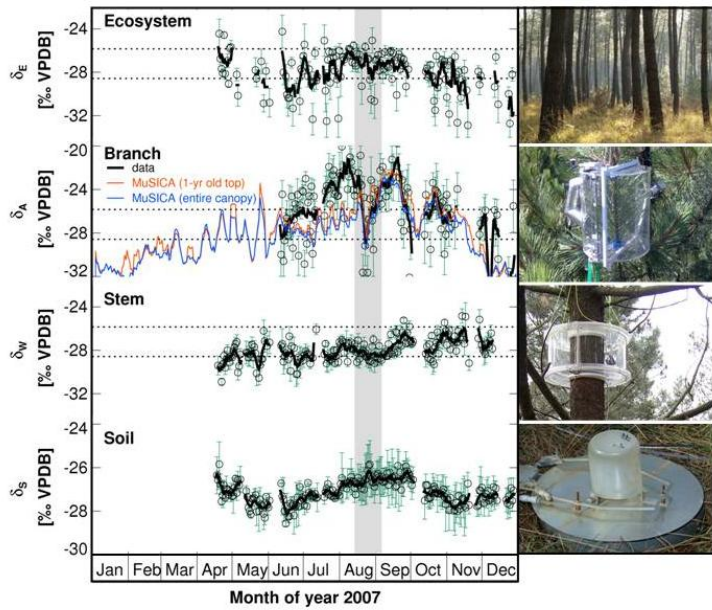 Ecosystem
δE
[‰ VPDB]
-24
-28
-32
Branch
data
MuSICA (1-yr old top)
MuSICA (entire canopy)
δA
[‰ VPDB]
-20
-24
-28
-32
Stem
δW
[‰ VPDB]
-24
-28
-32
Soil
δS
[‰ VPDB]
-24
-26
-28
-30
Jan Feb Mar Apr May Jun Jul Aug Sep Oct Nov Dec
Month of year 2007